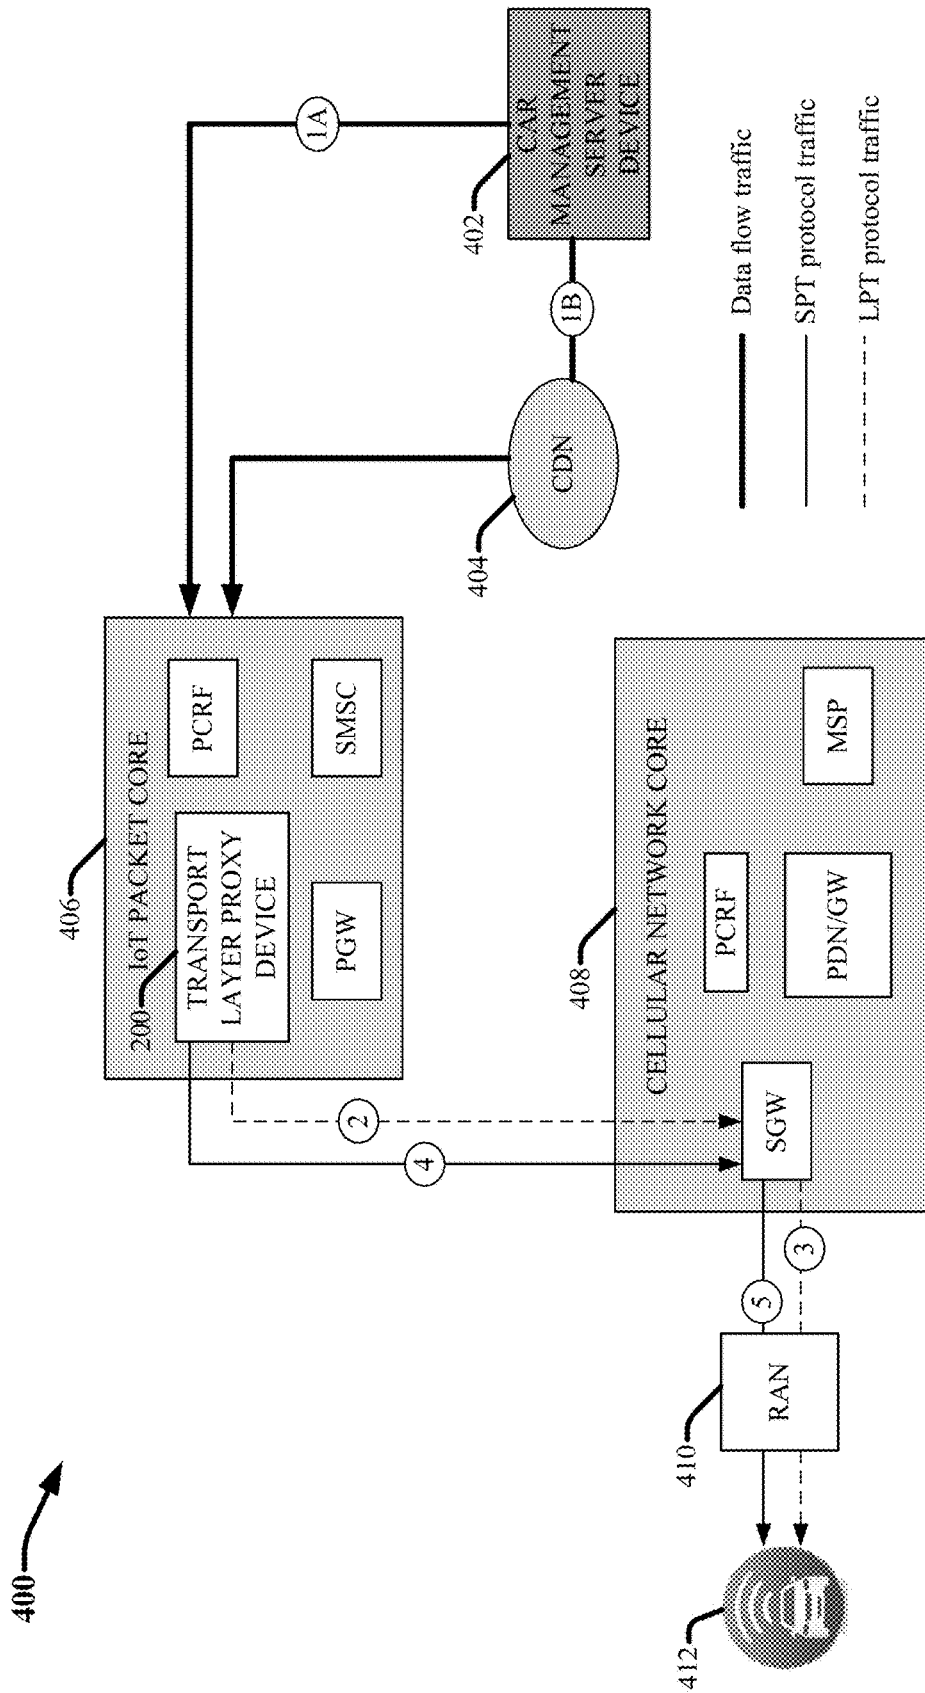 400
406
IoT PACKET CORE
200
TRANSPORT
LAYER PROXY
DEVICE
PCRF
PGW
SMSC
1A
402
CAR
MANAGEMENT
SERVER
DEVICE
1B
404
CDN
2
4
408
CELLULAR NETWORK CORE
SGW
PCRF
PDN/GW
MSP
5
3
410
RAN
412
Data flow traffic
SPT protocol traffic
LPT protocol traffic